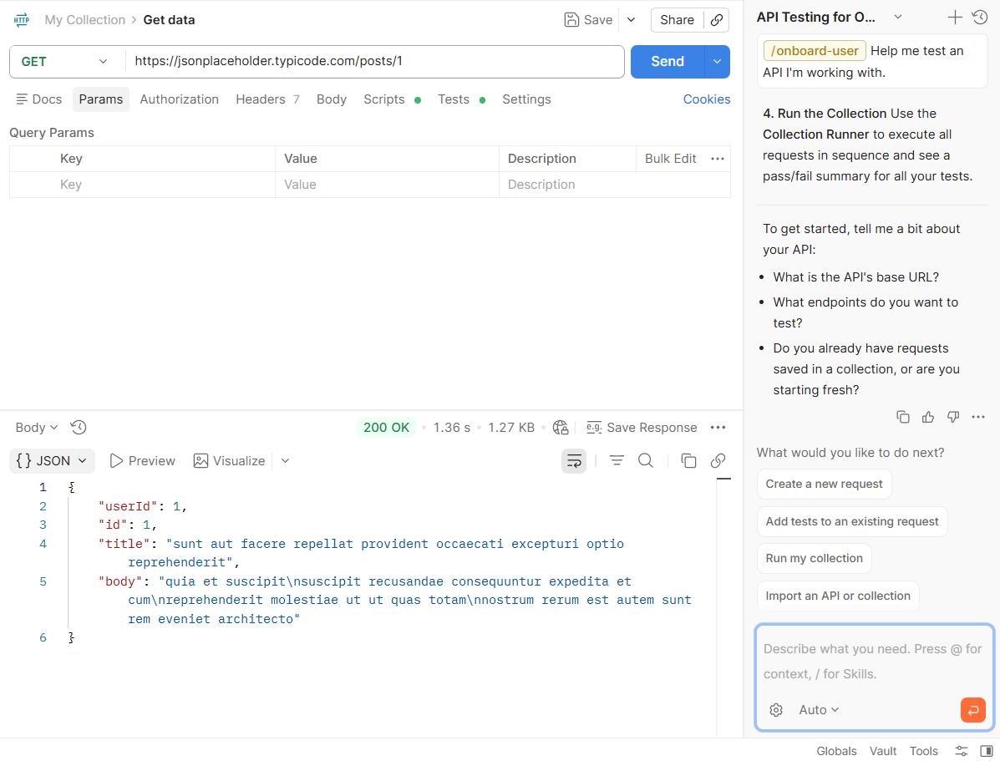 HTTP My Collection > Get data
Save
Share
GET
https://jsonplaceholder.typicode.com/posts/1
Send
Docs Params Authorization Headers 7 Body Scripts Tests Settings Cookies
Query Params
Key Value Description Bulk Edit
Key Value Description
Body
200 OK • 1.36 s • 1.27 KB •
e.g. Save Response
{} JSON
Preview
Visualize
1 {
2 "userId": 1,
3 "id": 1,
4 "title": "sunt aut facere repellat provident occaecati excepturi optio
reprehenderit",
5 "body": "quia et suscipit\nsuscipit recusandae consequuntur expedita et
cum\nreprehenderit molestiae ut ut quas totam\nnostrum rerum est autem sunt
rem eveniet architecto"
6 }
API Testing for O...
/onboard-user Help me test an
API I'm working with.
4. Run the Collection Use the
Collection Runner to execute all
requests in sequence and see a
pass/fail summary for all your tests.
To get started, tell me a bit about
your API:
• What is the API's base URL?
• What endpoints do you want to
test?
• Do you already have requests
saved in a collection, or are you
starting fresh?
What would you like to do next?
Create a new request
Add tests to an existing request
Run my collection
Import an API or collection
Describe what you need. Press @ for
context, / for Skills.
Auto
Globals Vault Tools